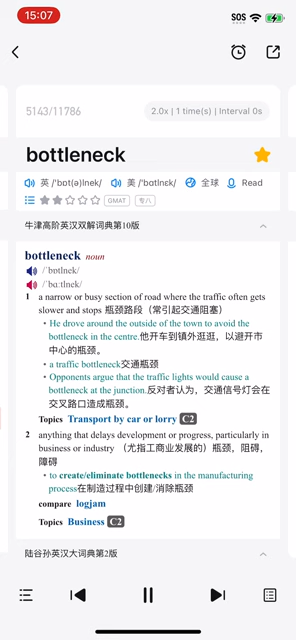 15:07
SOS
5143/11786
2.0x | 1 time(s) | Interval 0s
bottleneck
英 /'bɒt(ə)lnek/ 美 /'bɑtlnɛk/ 全球 Read
GMAT 专八
牛津高阶英汉双解词典第10版
bottleneck noun
/ˈbɒtlnek/
/ˈbɑːtlnek/
1 a narrow or busy section of road where the traffic often gets
slower and stops 瓶颈路段（常引起交通阻塞）
• He drove around the outside of the town to avoid the
bottleneck in the centre.他开车到镇外逛逛，以避开市
中心的瓶颈。
• a traffic bottleneck交通瓶颈
• Opponents argue that the traffic lights would cause a
bottleneck at the junction.反对者认为，交通信号灯会在
交叉路口造成瓶颈。
Topics Transport by car or lorry C2
2 anything that delays development or progress, particularly in
business or industry （尤指工商业发展的）瓶颈，阻碍，
障碍
• to create/eliminate bottlenecks in the manufacturing
process在制造过程中创建/消除瓶颈
compare logjam
Topics Business C2
陆谷孙英汉大词典第2版